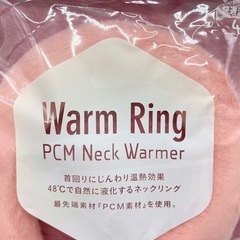 Warm Ring
PCM Neck Warmer
首回りにじんわり温熱効果
48℃で自然に液化するネックリング
最先端素材『PCM素材』を使用。